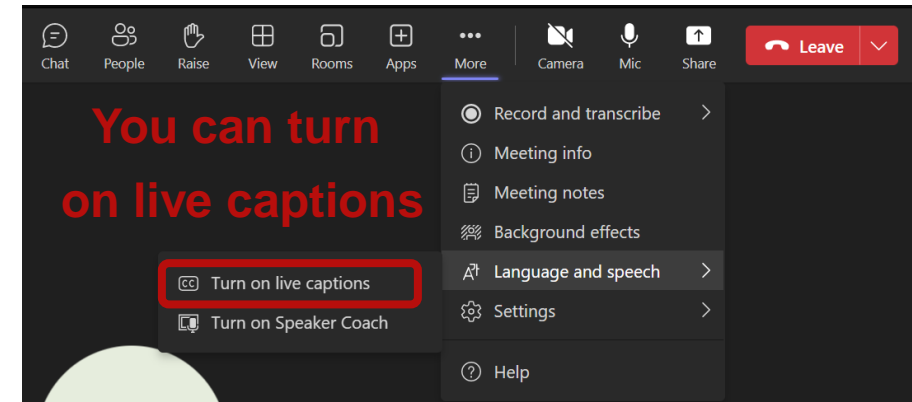 Chat People Raise View Rooms Apps More Camera Mic Share Leave
You can turn
on live captions
Record and transcribe
Meeting info
Meeting notes
Background effects
Language and speech
CC Turn on live captions
Turn on Speaker Coach
Settings
Help